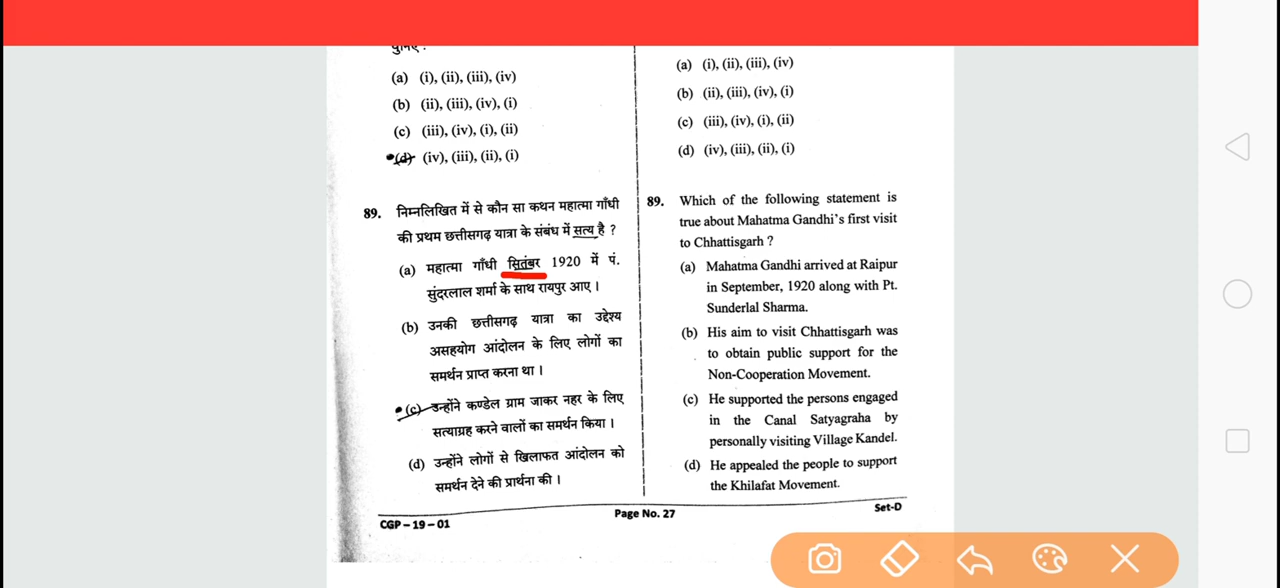 चुनिए :
(a) (i), (ii), (iii), (iv)
(b) (ii), (iii), (iv), (i)
(c) (iii), (iv), (i), (ii)
(d) (iv), (iii), (ii), (i)
89. निम्नलिखित में से कौन सा कथन महात्मा गाँधी
की प्रथम छत्तीसगढ़ यात्रा के संबंध में सत्य है ?
(a) महात्मा गाँधी सितंबर 1920 में पं.
सुंदरलाल शर्मा के साथ रायपुर आए ।
(b) उनकी छत्तीसगढ़ यात्रा का उद्देश्य
असहयोग आंदोलन के लिए लोगों का
समर्थन प्राप्त करना था ।
(c) उन्होंने कण्डेल ग्राम जाकर नहर के लिए
सत्याग्रह करने वालों का समर्थन किया ।
(d) उन्होंने लोगों से खिलाफत आंदोलन को
समर्थन देने की प्रार्थना की ।
(a) (i), (ii), (iii), (iv)
(b) (ii), (iii), (iv), (i)
(c) (iii), (iv), (i), (ii)
(d) (iv), (iii), (ii), (i)
89. Which of the following statement is
true about Mahatma Gandhi's first visit
to Chhattisgarh ?
(a) Mahatma Gandhi arrived at Raipur
in September, 1920 along with Pt.
Sunderlal Sharma.
(b) His aim to visit Chhattisgarh was
to obtain public support for the
Non-Cooperation Movement.
(c) He supported the persons engaged
in the Canal Satyagraha by
personally visiting Village Kandel.
(d) He appealed the people to support
the Khilafat Movement.
CGP – 19 – 01
Page No. 27
Set-D